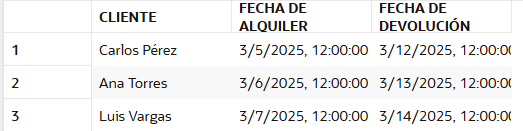 CLIENTE FECHA DE ALQUILER FECHA DE DEVOLUCIÓN
1 Carlos Pérez 3/5/2025, 12:00:00 3/12/2025, 12:00:00
2 Ana Torres 3/6/2025, 12:00:00 3/13/2025, 12:00:00
3 Luis Vargas 3/7/2025, 12:00:00 3/14/2025, 12:00:00